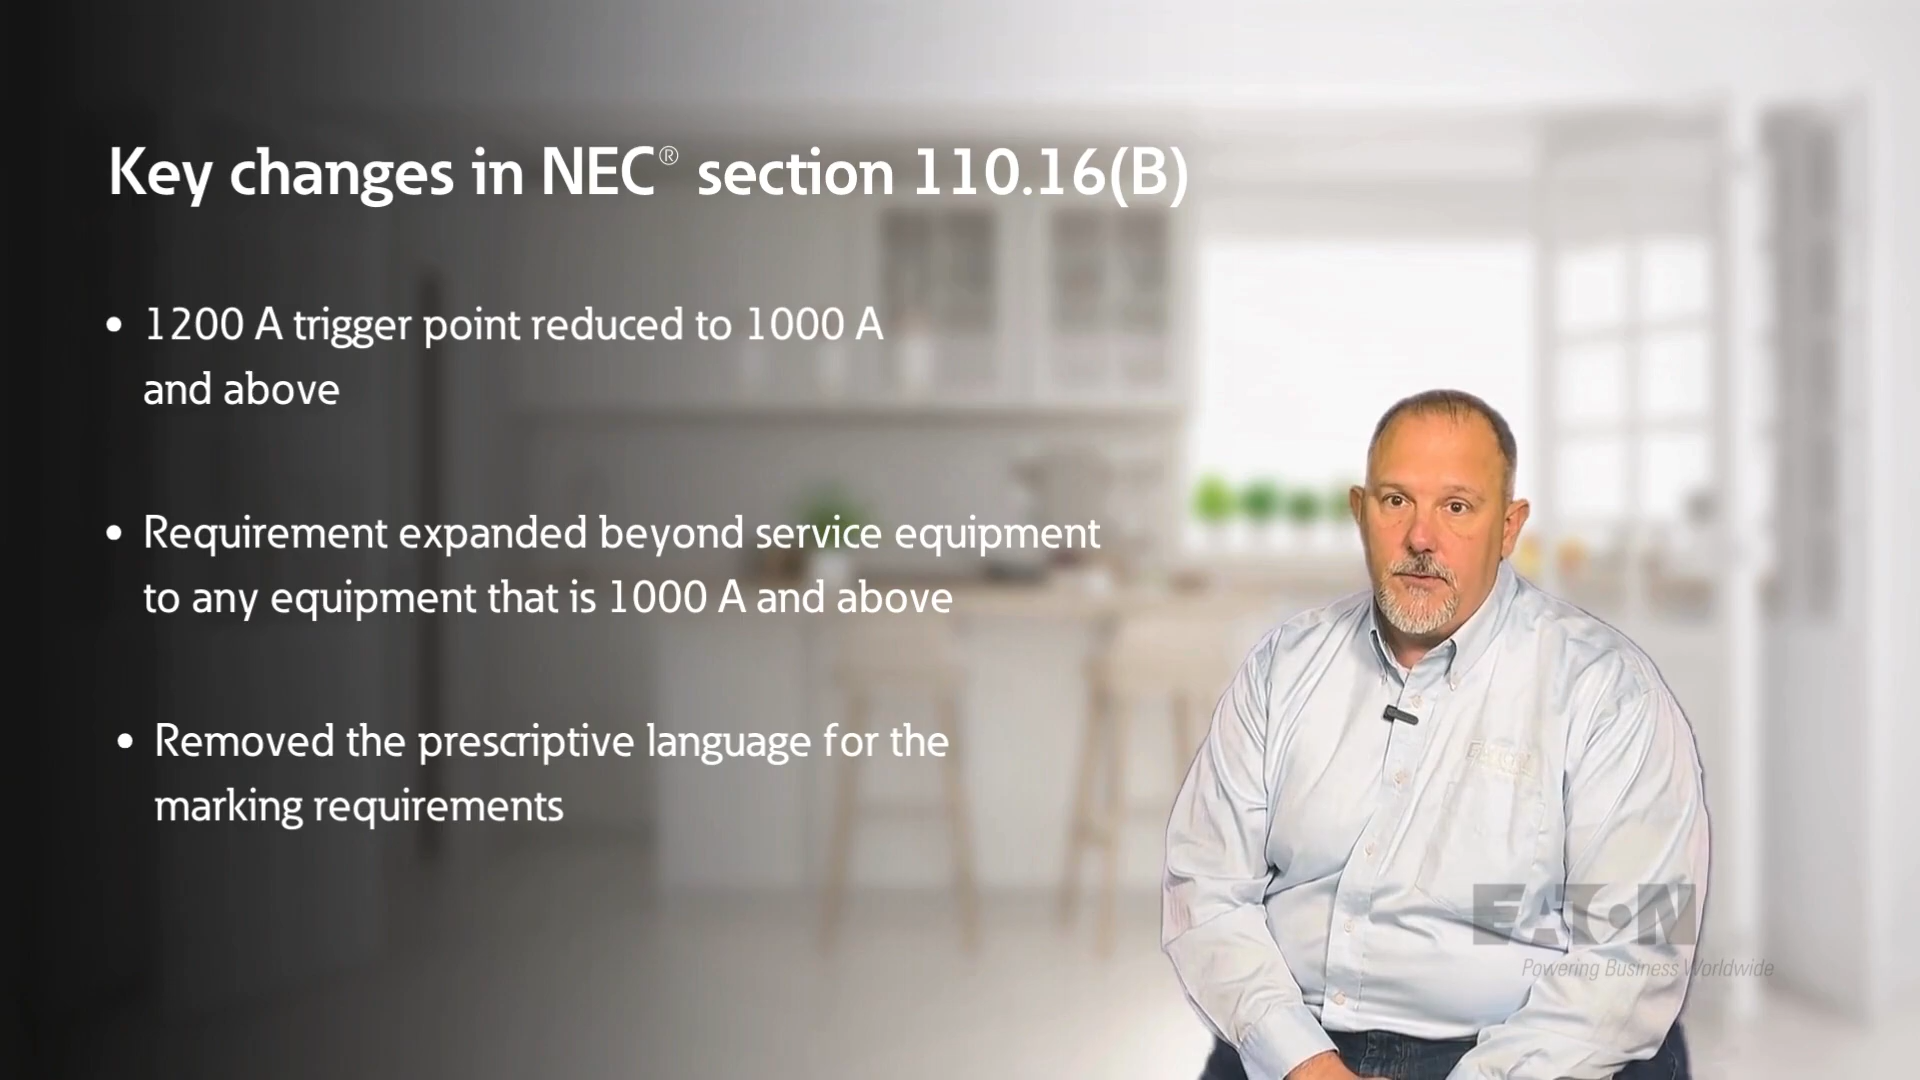 Key changes in NEC® section 110.16(B)
• 1200 A trigger point reduced to 1000 A
and above
• Requirement expanded beyond service equipment
to any equipment that is 1000 A and above
• Removed the prescriptive language for the
marking requirements
EATON
EATON
Powering Business Worldwide